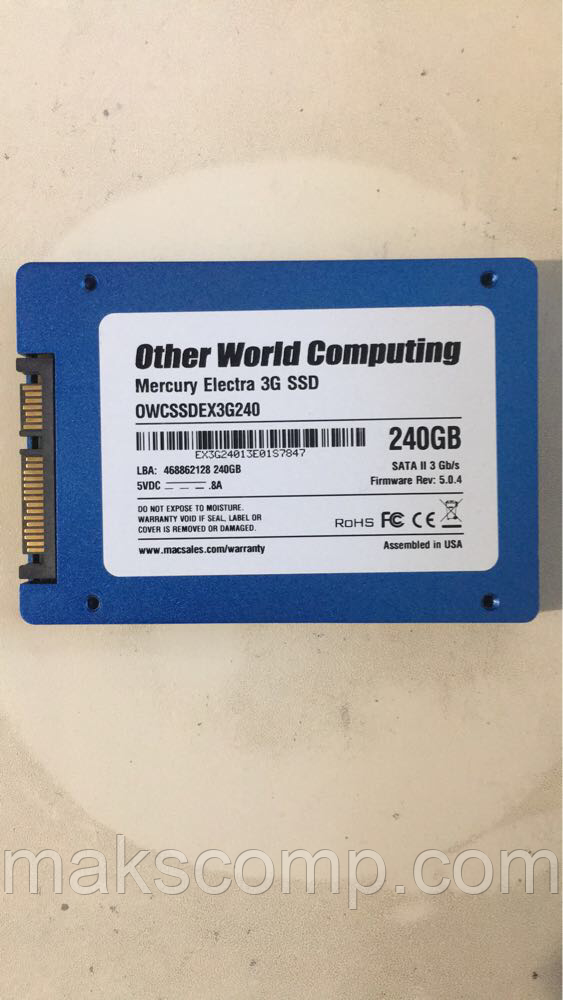 Other World Computing
Mercury Electra 3G SSD
OWCSSDEX3G240
EX3G24013E01S7847
240GB
LBA: 468862128 240GB
SATA II 3 Gb/s
5VDC .8A
Firmware Rev: 5.0.4
DO NOT EXPOSE TO MOISTURE.
WARRANTY VOID IF SEAL, LABEL OR
COVER IS REMOVED OR DAMAGED.
RoHS FC CE
www.macsales.com/warranty
Assembled in USA
makscomp.com